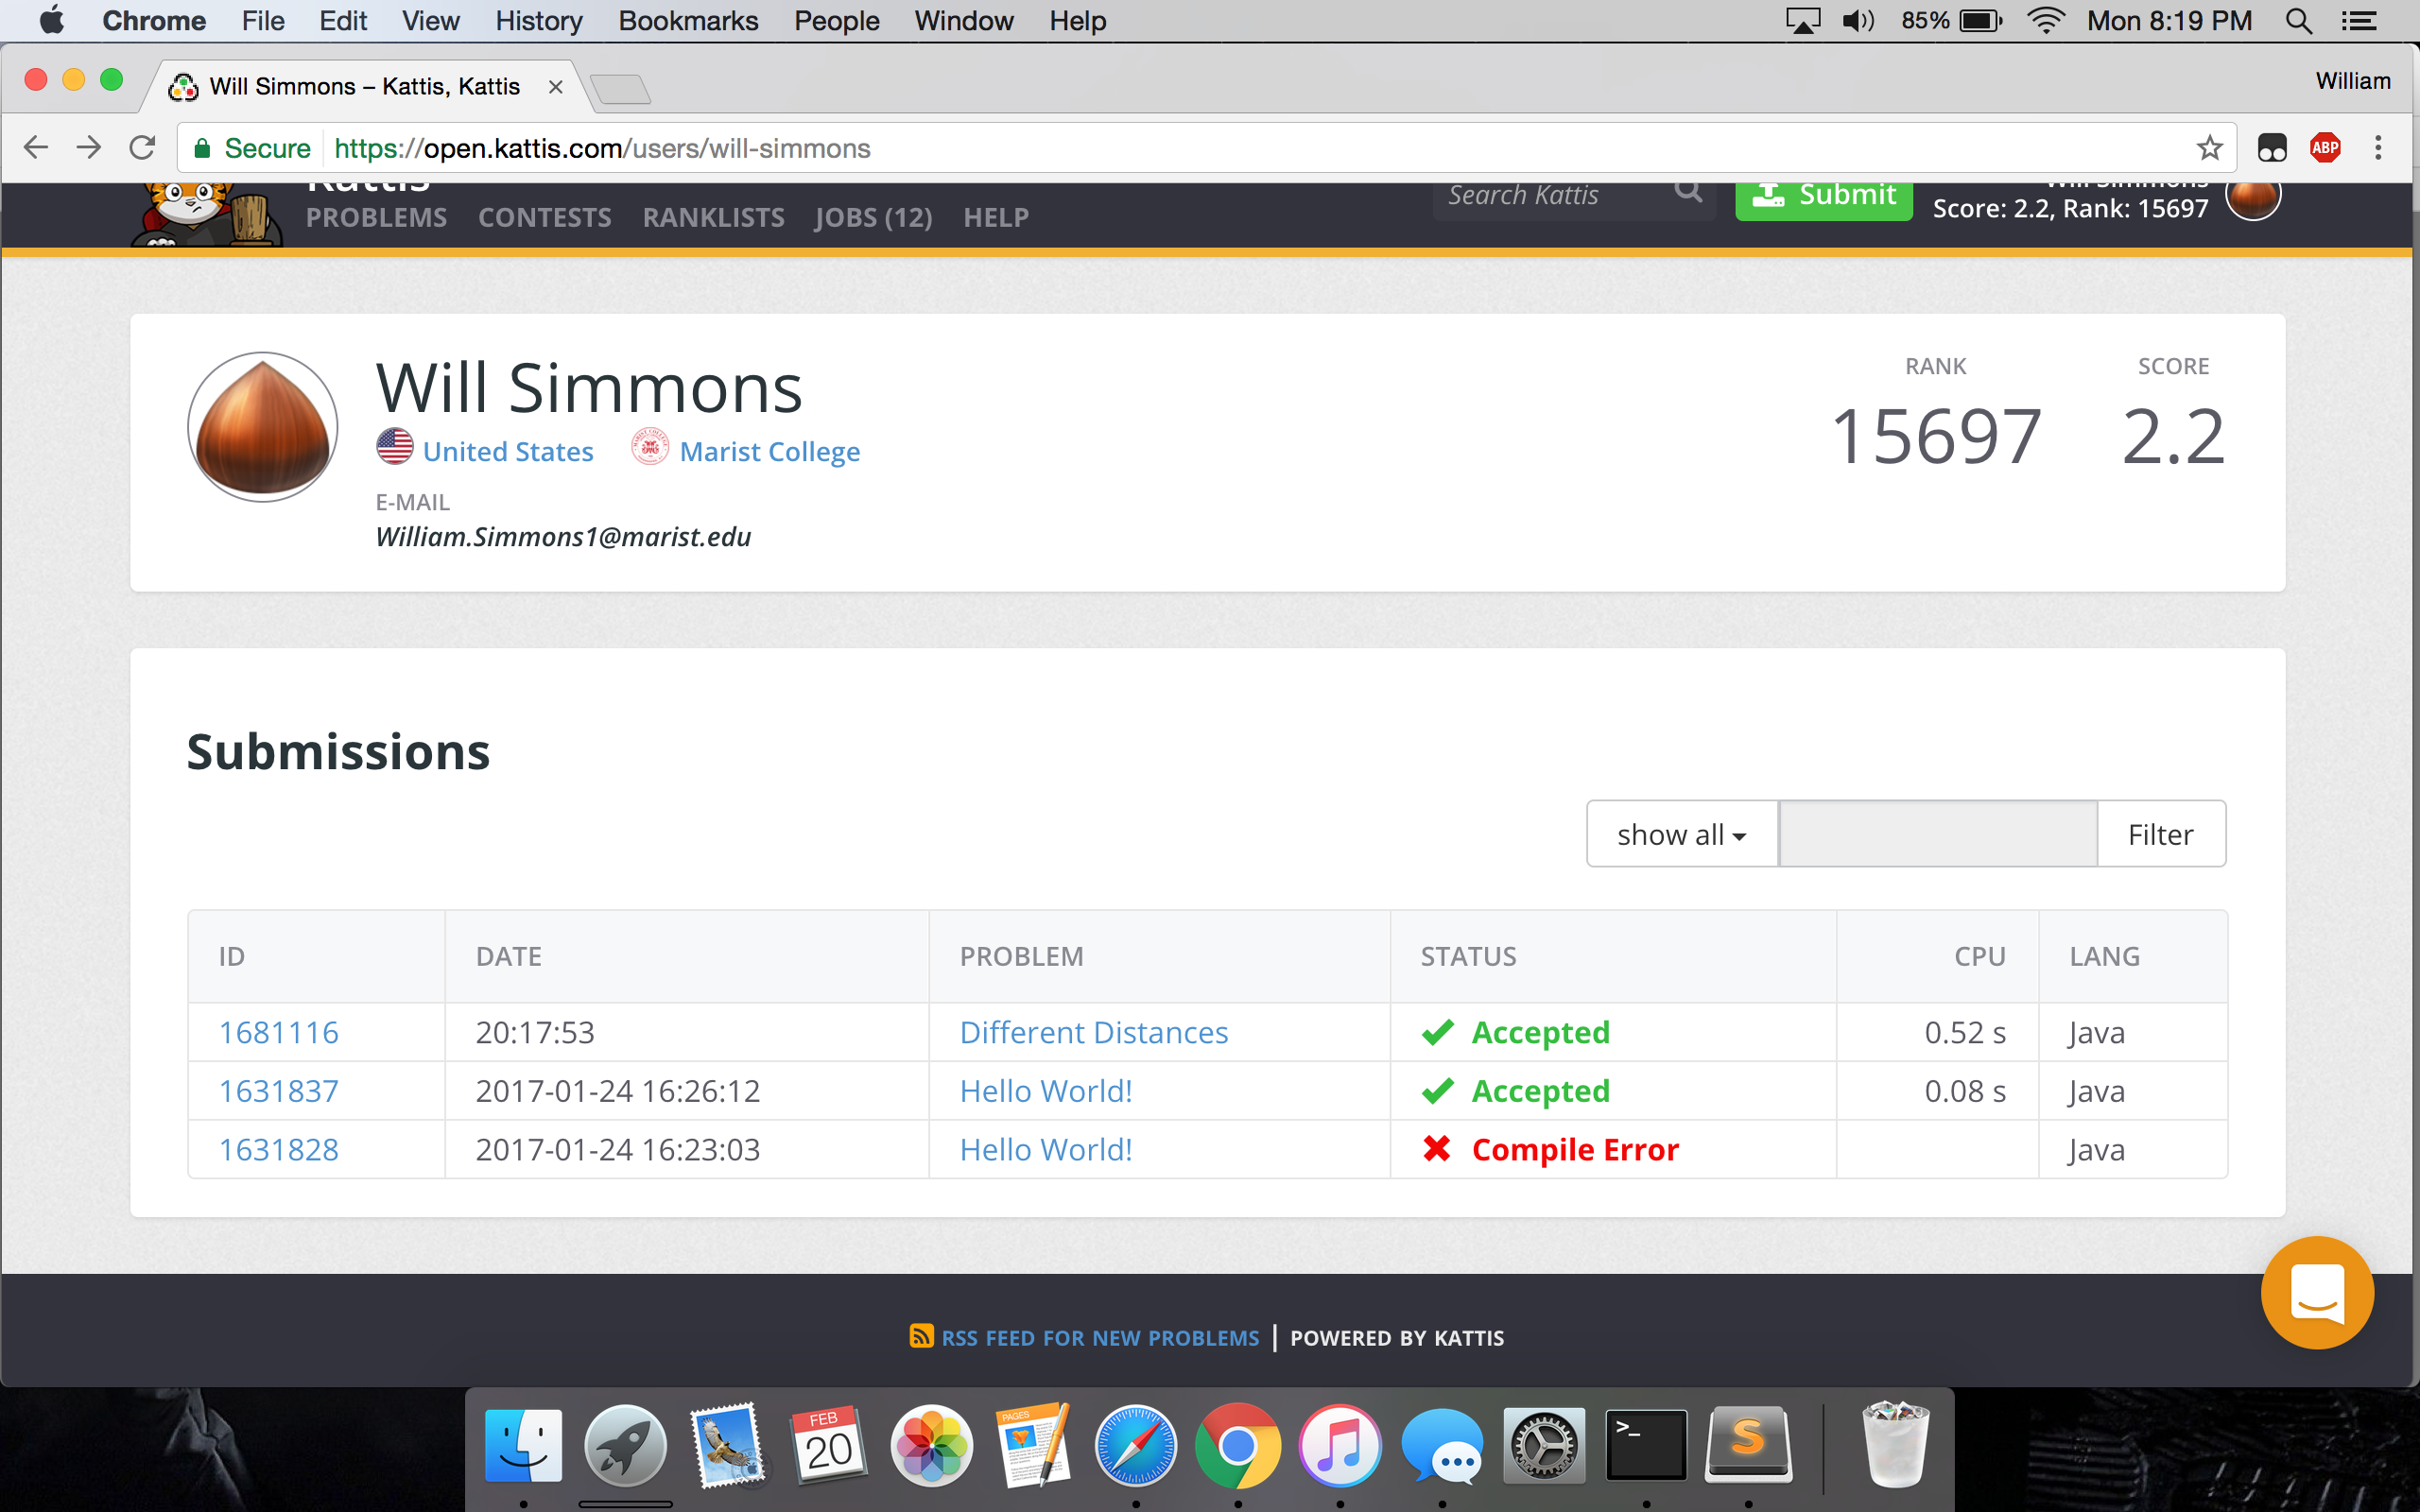 Chrome File Edit View History Bookmarks People Window Help 85% Mon 8:19 PM
Will Simmons – Kattis, Kattis William
Secure https://open.kattis.com/users/will-simmons ABP
Kattis Will Simmons
PROBLEMS CONTESTS RANKLISTS JOBS (12) HELP Search Kattis Submit Score: 2.2, Rank: 15697
Will Simmons
United States Marist College
E-MAIL
William.Simmons1@marist.edu
RANK SCORE
15697 2.2
Submissions
show all Filter
ID DATE PROBLEM STATUS CPU LANG
1681116 20:17:53 Different Distances Accepted 0.52 s Java
1631837 2017-01-24 16:26:12 Hello World! Accepted 0.08 s Java
1631828 2017-01-24 16:23:03 Hello World! Compile Error Java
RSS FEED FOR NEW PROBLEMS | POWERED BY KATTIS
FEB
20
PAGES
>_
S